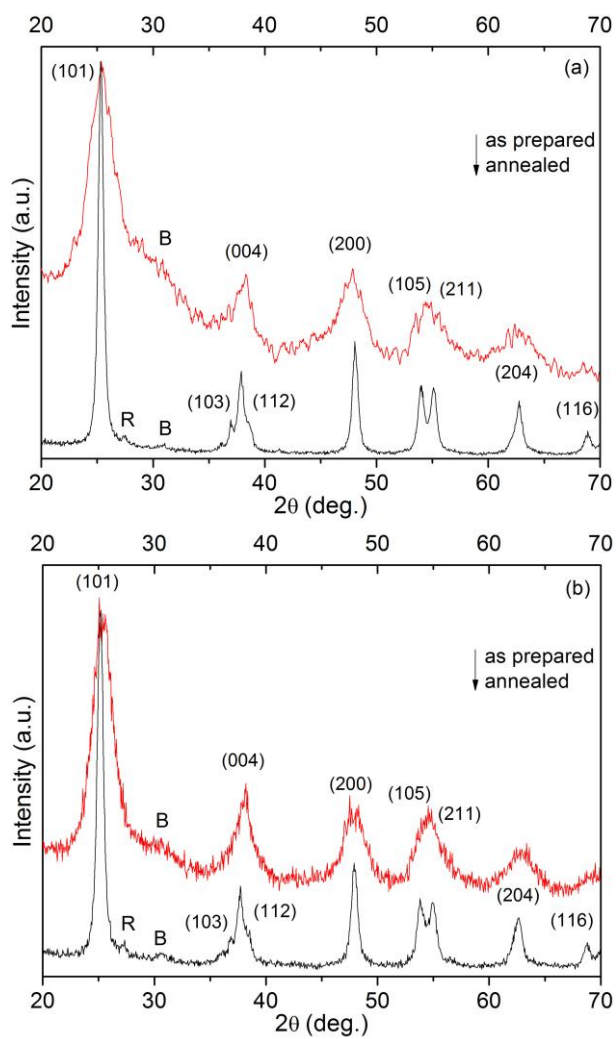 20 30 40 50 60 70
(a)
(101)
as prepared
annealed
B
(004)
(200)
(105) (211)
Intensity (a.u.)
(103) (112)
(204)
(116)
R B
20 30 40 50 60 70
2θ (deg.)
20 30 40 50 60 70
(b)
(101)
as prepared
annealed
(004)
(200) (105)
(211)
B
Intensity (a.u.)
R B
(103) (112)
(204)
(116)
20 30 40 50 60 70
2θ (deg.)